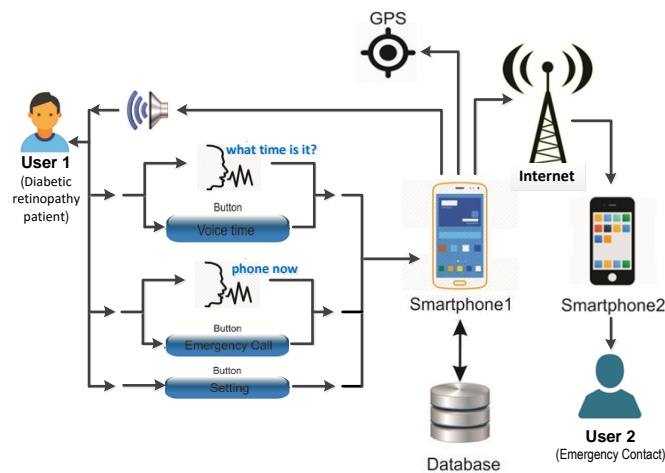 GPS
what time is it?
User 1
(Diabetic
retinopathy
patient)
Button
Voice time
Internet
phone now
Button
Emergency Call
Button
Setting
Smartphone1
Smartphone2
User 2
(Emergency Contact)
Database